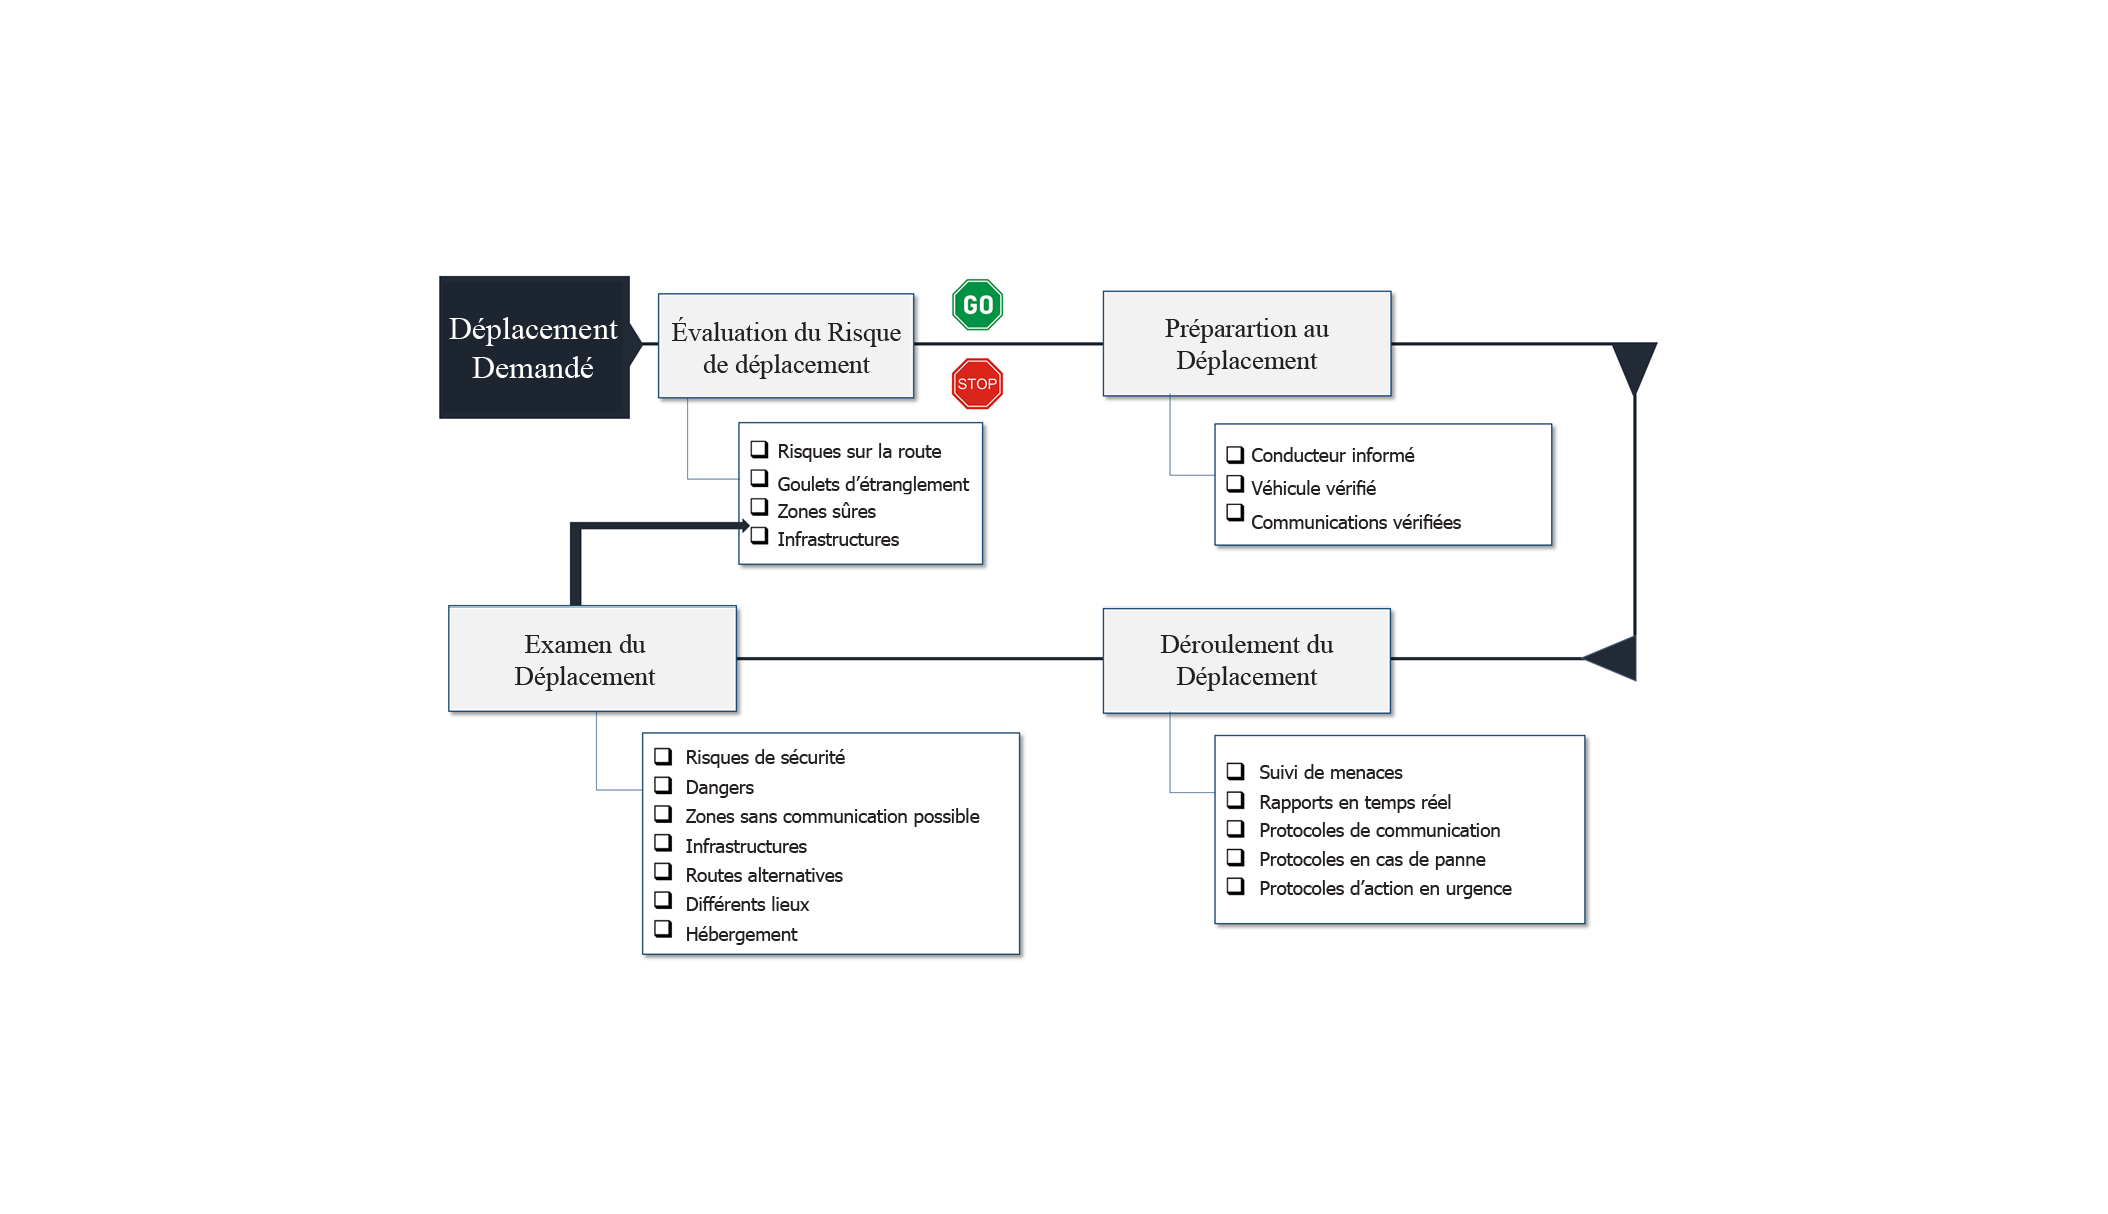 Déplacement
Demandé
Évaluation du Risque
de déplacement
GO
STOP
Préparartion au
Déplacement
Risques sur la route
Goulets d’étranglement
Zones sûres
Infrastructures
Conducteur informé
Véhicule vérifié
Communications vérifiées
Examen du
Déplacement
Déroulement du
Déplacement
Risques de sécurité
Dangers
Zones sans communication possible
Infrastructures
Routes alternatives
Différents lieux
Hébergement
Suivi de menaces
Rapports en temps réel
Protocoles de communication
Protocoles en cas de panne
Protocoles d’action en urgence